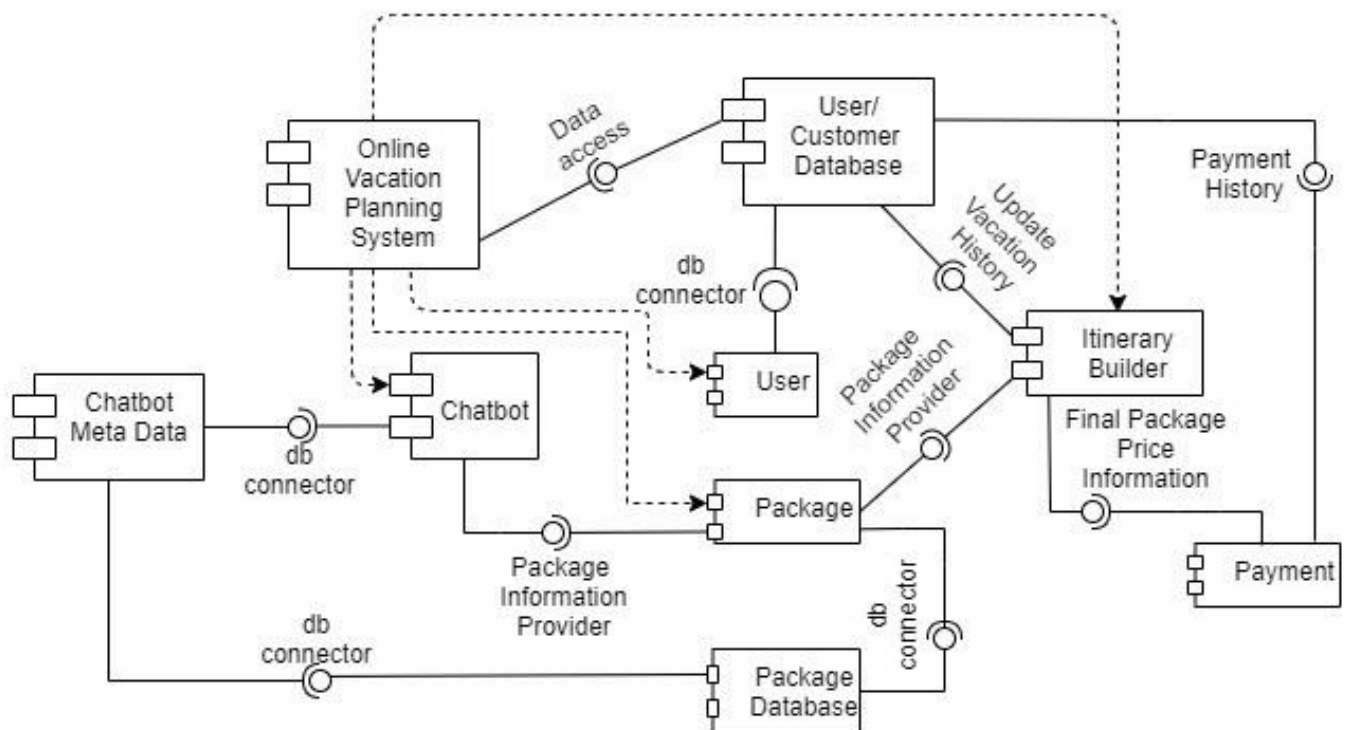 Online
Vacation
Planning
System
Data
access
User/
Customer
Database
Payment
History
Update
Vacation
History
db
connector
User
Itinerary
Builder
Chatbot
Meta Data
db
connector
Chatbot
Package
Information
Provider
Final Package
Price
Information
Package
Package
Information
Provider
Payment
db
connector
db
connector
Package
Database